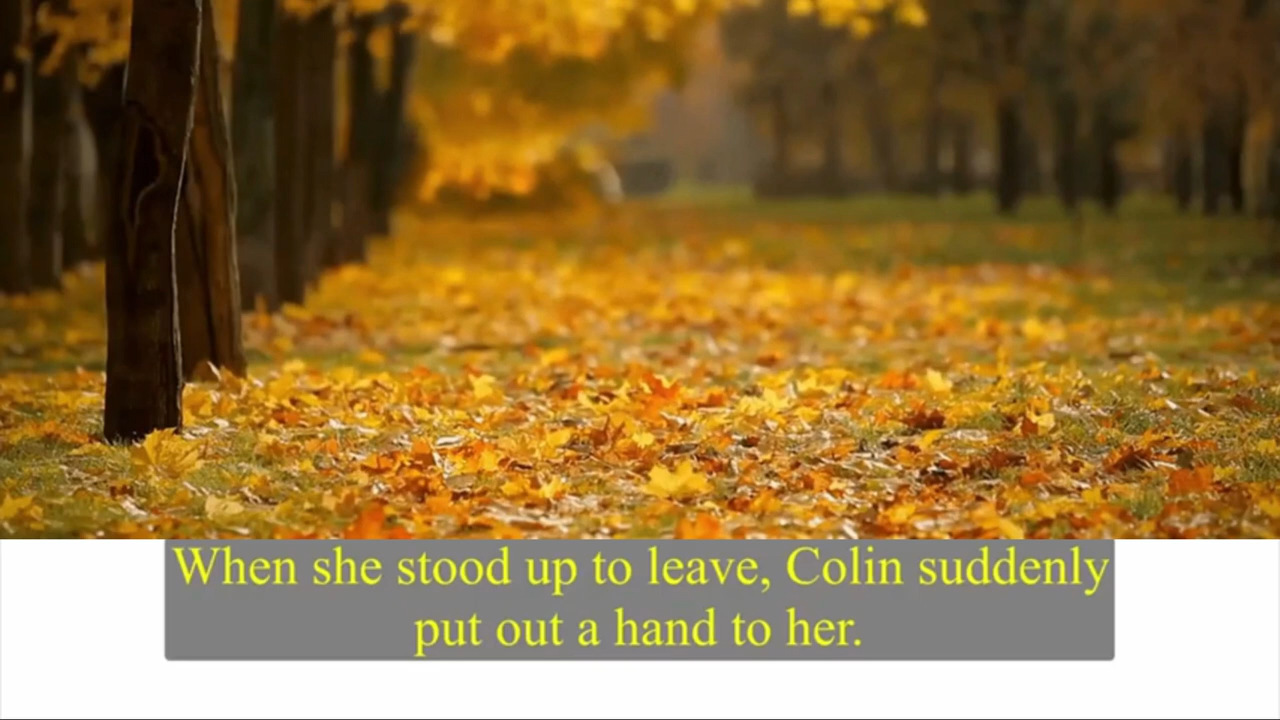 When she stood up to leave, Colin suddenly
put out a hand to her.